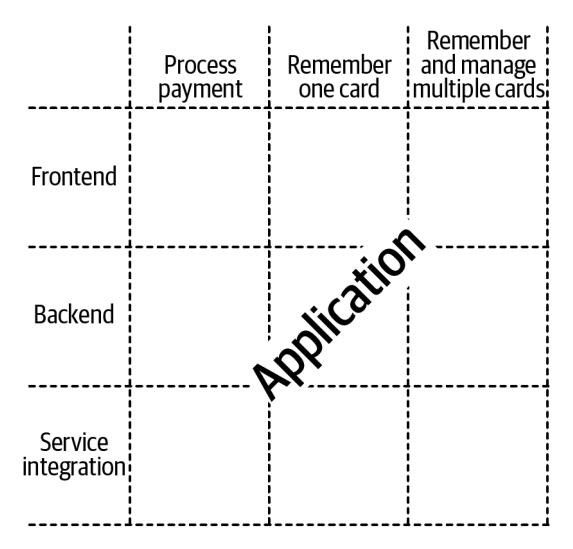 Process
payment
Remember
one card
Remember
and manage
multiple cards
Frontend
Application
Backend
Service
integration